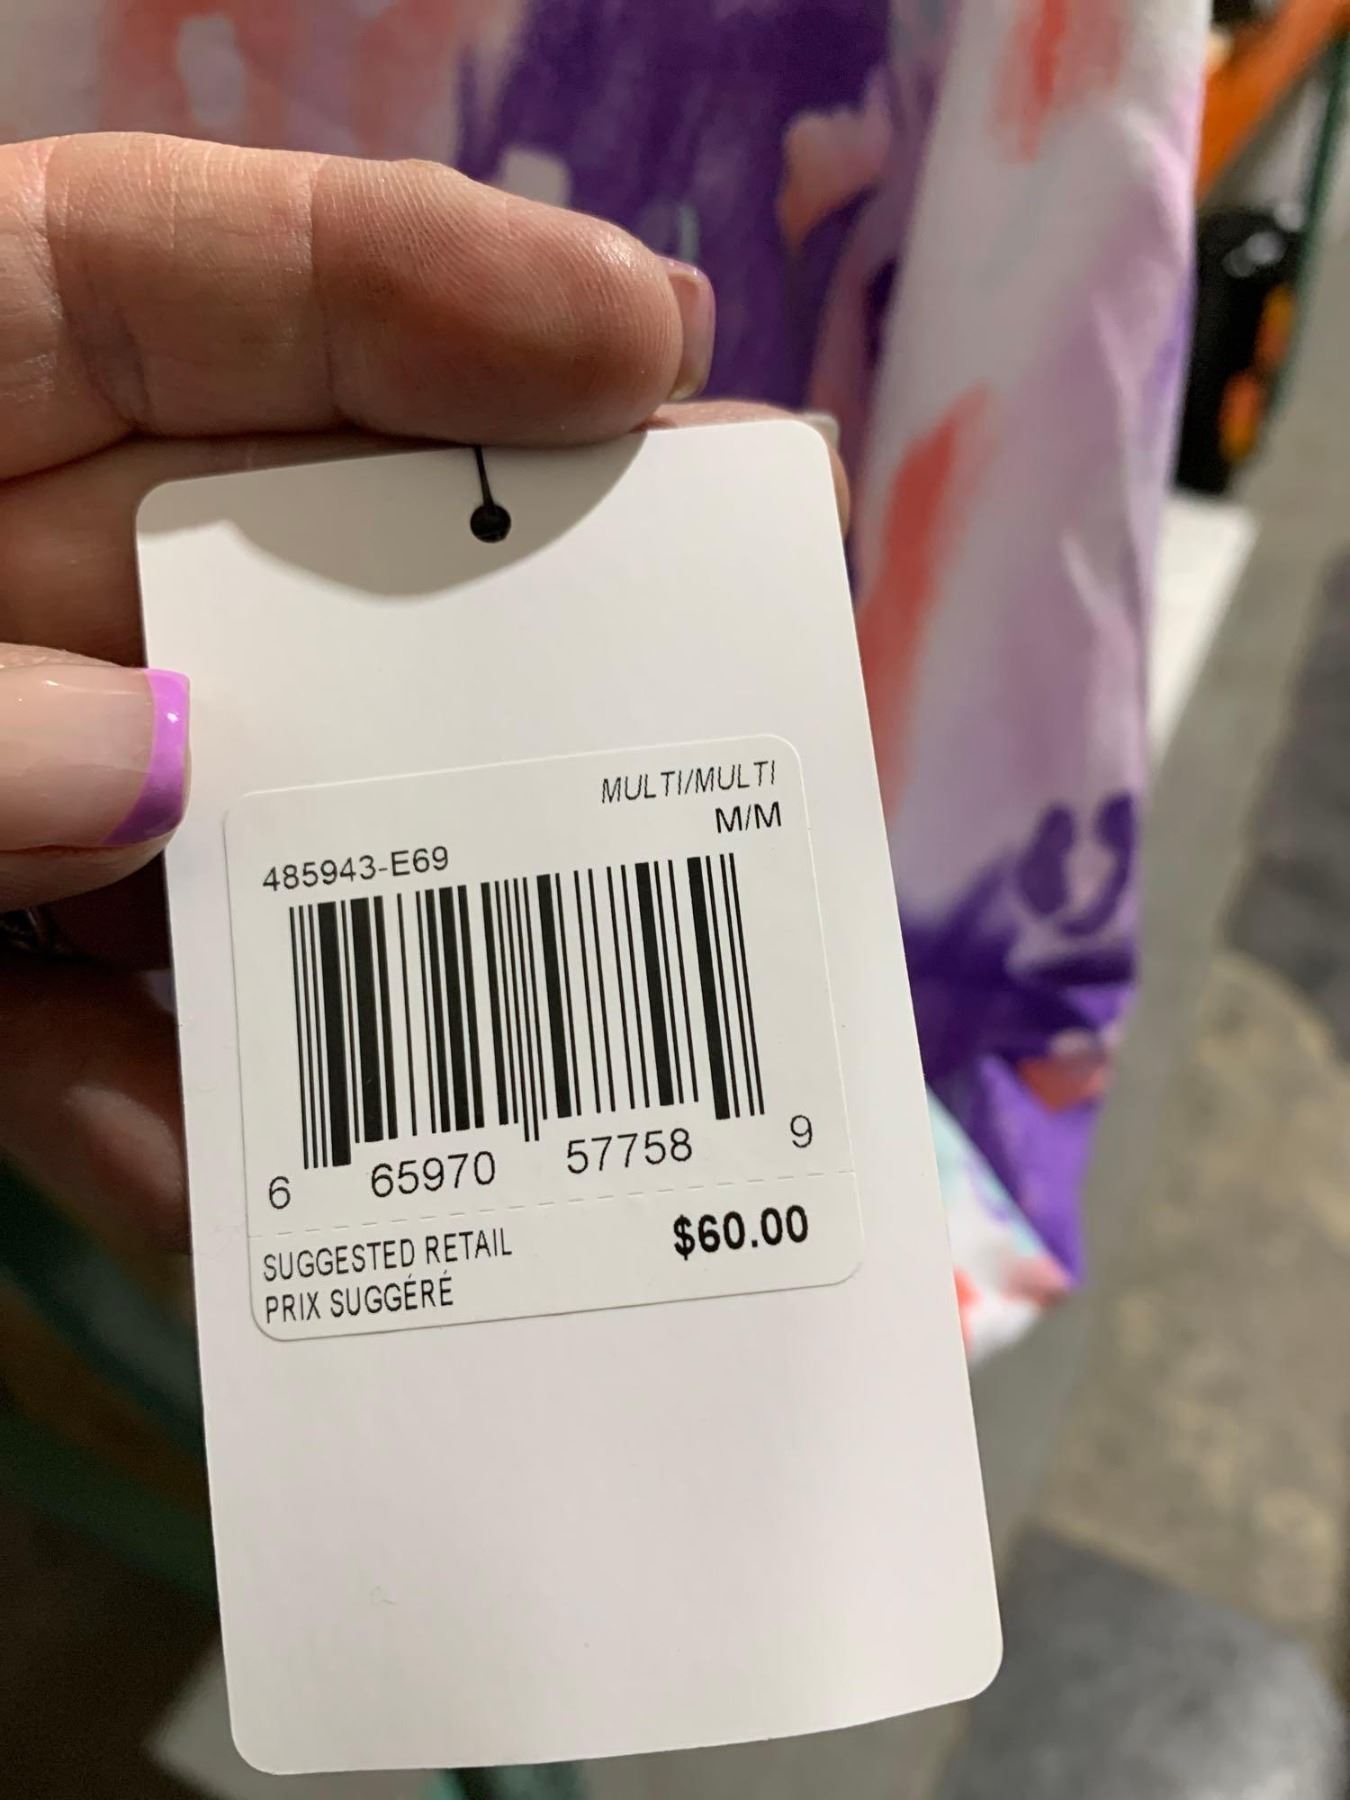 MULTI/MULTI
M/M
485943-E69
6 65970 57758 9
SUGGESTED RETAIL $60.00
PRIX SUGGÉRÉ